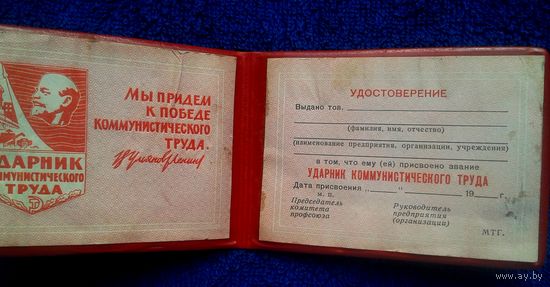 УДАРНИК
КОММУНИСТИЧЕСКОГО
ТРУДА
МЫ ПРИДЕМ
К ПОБЕДЕ
КОММУНИСТИЧЕСКОГО
ТРУДА.
УДОСТОВЕРЕНИЕ
Выдано тов.
(фамилия, имя, отчество)
(наименование предприятия, организации, учреждения)
в том, что ему (ей) присвоено звание
УДАРНИК КОММУНИСТИЧЕСКОГО ТРУДА
Дата присвоения „ “ 19 г.
м. п.
Председатель
комитета
профсоюза
Руководитель
предприятия
(организации)
МТГ.
www.ay.by